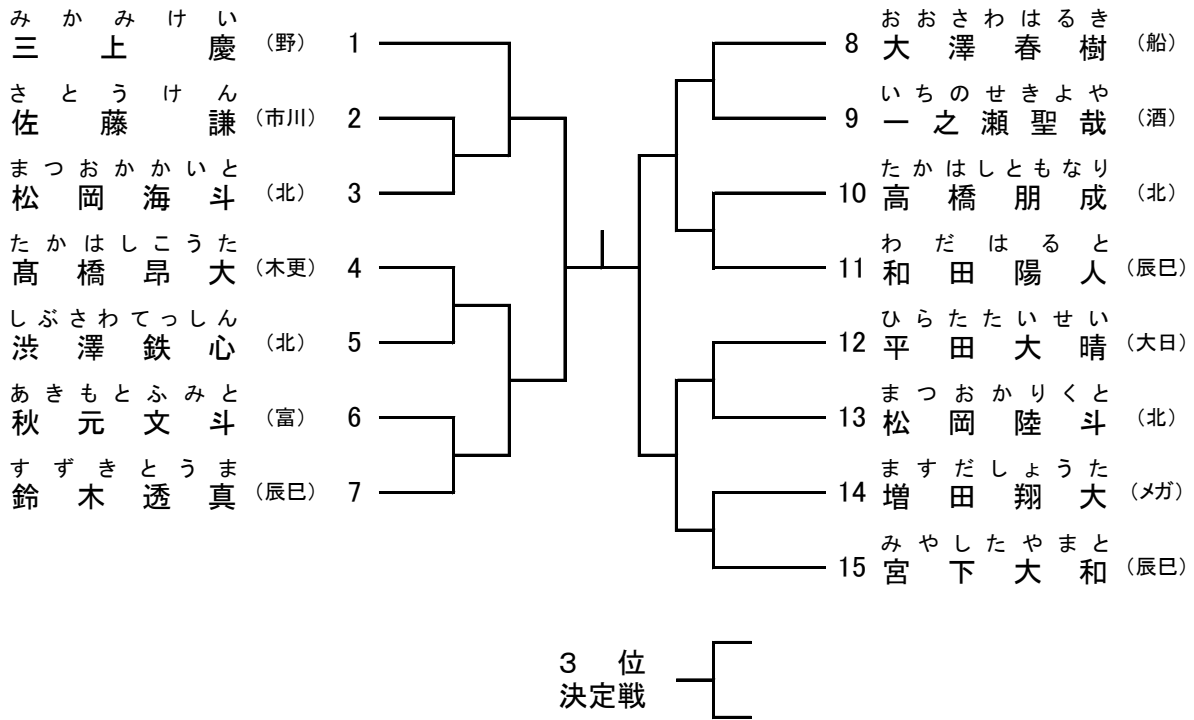 みかみけい
三上慶 （野） 1
さとうけん
佐藤謙 （市川） 2
まつおかかいと
松岡海斗 （北） 3
たかはしこうた
髙橋昂大 （木更） 4
しぶさわてっしん
渋澤鉄心 （北） 5
あきもとふみと
秋元文斗 （富） 6
すずきとうま
鈴木透真 （辰巳） 7
おおさわはるき
8 大澤春樹 （船）
いちのせきよや
9 一之瀬聖哉 （酒）
たかはしともなり
10 高橋朋成 （北）
わだはると
11 和田陽人 （辰巳）
ひらたたいせい
12 平田大晴 （大日）
まつおかりくと
13 松岡陸斗 （北）
ますだしょうた
14 増田翔大 （メガ）
みやしたやまと
15 宮下大和 （辰巳）
３位
決定戦